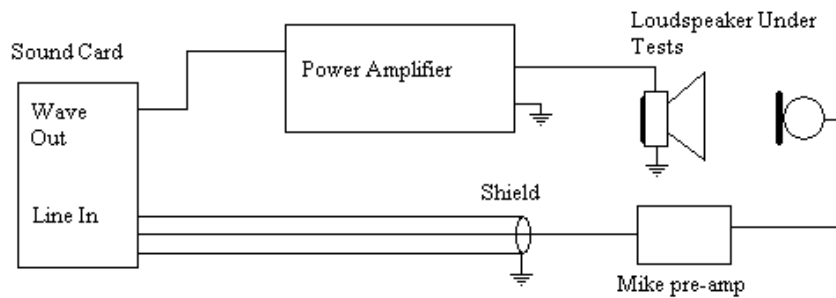 Loudspeaker Under
Tests
Sound Card
Power Amplifier
Wave
Out
Line In
Shield
Mike pre-amp